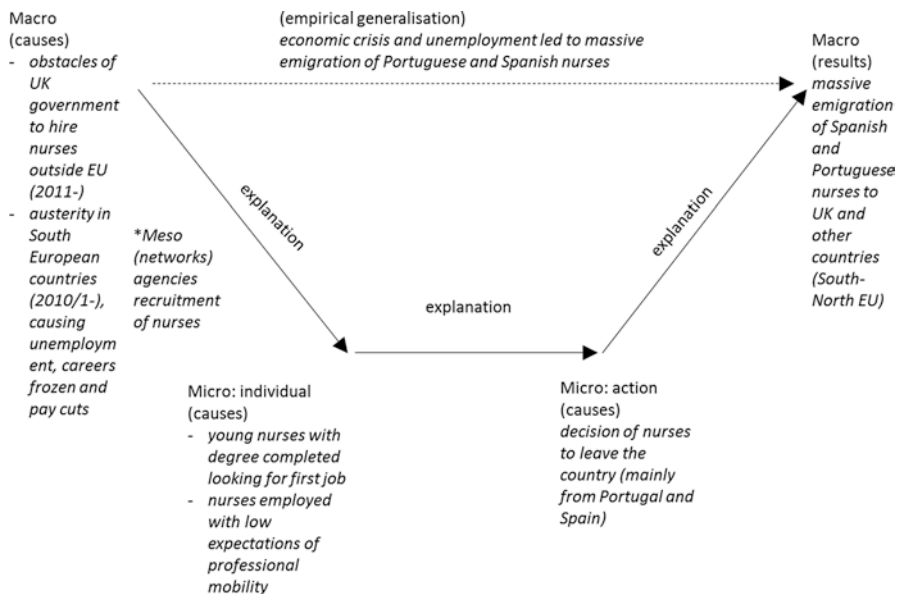 Macro
(causes)
- obstacles of
UK
government
to hire
nurses
outside EU
(2011-)
- austerity in
South
European
countries
(2010/1-),
causing
unemploym
ent, careers
frozen and
pay cuts
(empirical generalisation)
economic crisis and unemployment led to massive
emigration of Portuguese and Spanish nurses
Macro
(results)
massive
emigration
of Spanish
and
Portuguese
nurses to
UK and
other
countries
(South-
North EU)
explanation
*Meso
(networks)
agencies
recruitment
of nurses
explanation
explanation
Micro: individual
(causes)
- young nurses with
degree completed
looking for first job
- nurses employed
with low
expectations of
professional
mobility
Micro: action
(causes)
decision of nurses
to leave the
country (mainly
from Portugal and
Spain)